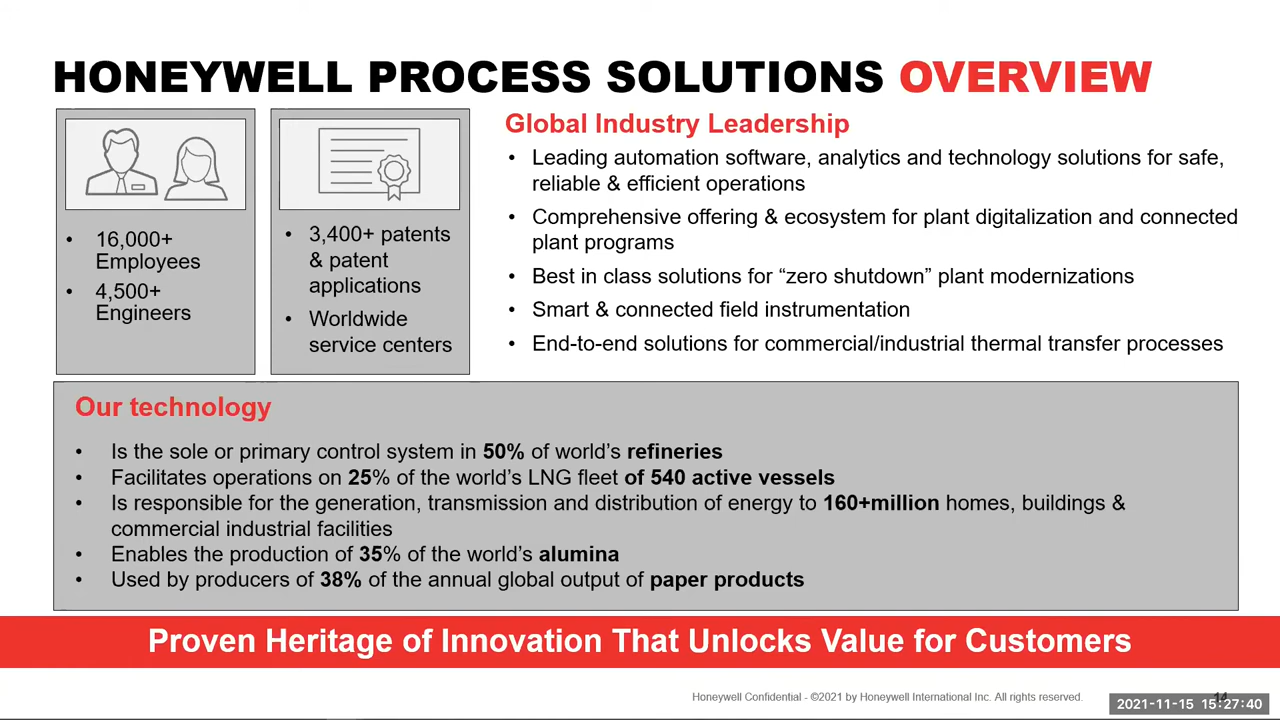 HONEYWELL PROCESS SOLUTIONS OVERVIEW
• 16,000+
Employees
• 4,500+
Engineers
• 3,400+ patents
& patent
applications
• Worldwide
service centers
Global Industry Leadership
• Leading automation software, analytics and technology solutions for safe,
reliable & efficient operations
• Comprehensive offering & ecosystem for plant digitalization and connected
plant programs
• Best in class solutions for “zero shutdown” plant modernizations
• Smart & connected field instrumentation
• End-to-end solutions for commercial/industrial thermal transfer processes
Our technology
• Is the sole or primary control system in 50% of world’s refineries
• Facilitates operations on 25% of the world’s LNG fleet of 540 active vessels
• Is responsible for the generation, transmission and distribution of energy to 160+million homes, buildings &
commercial industrial facilities
• Enables the production of 35% of the world’s alumina
• Used by producers of 38% of the annual global output of paper products
Proven Heritage of Innovation That Unlocks Value for Customers
Honeywell Confidential - ©2021 by Honeywell International Inc. All rights reserved.
14
2021-11-15 15:27:40